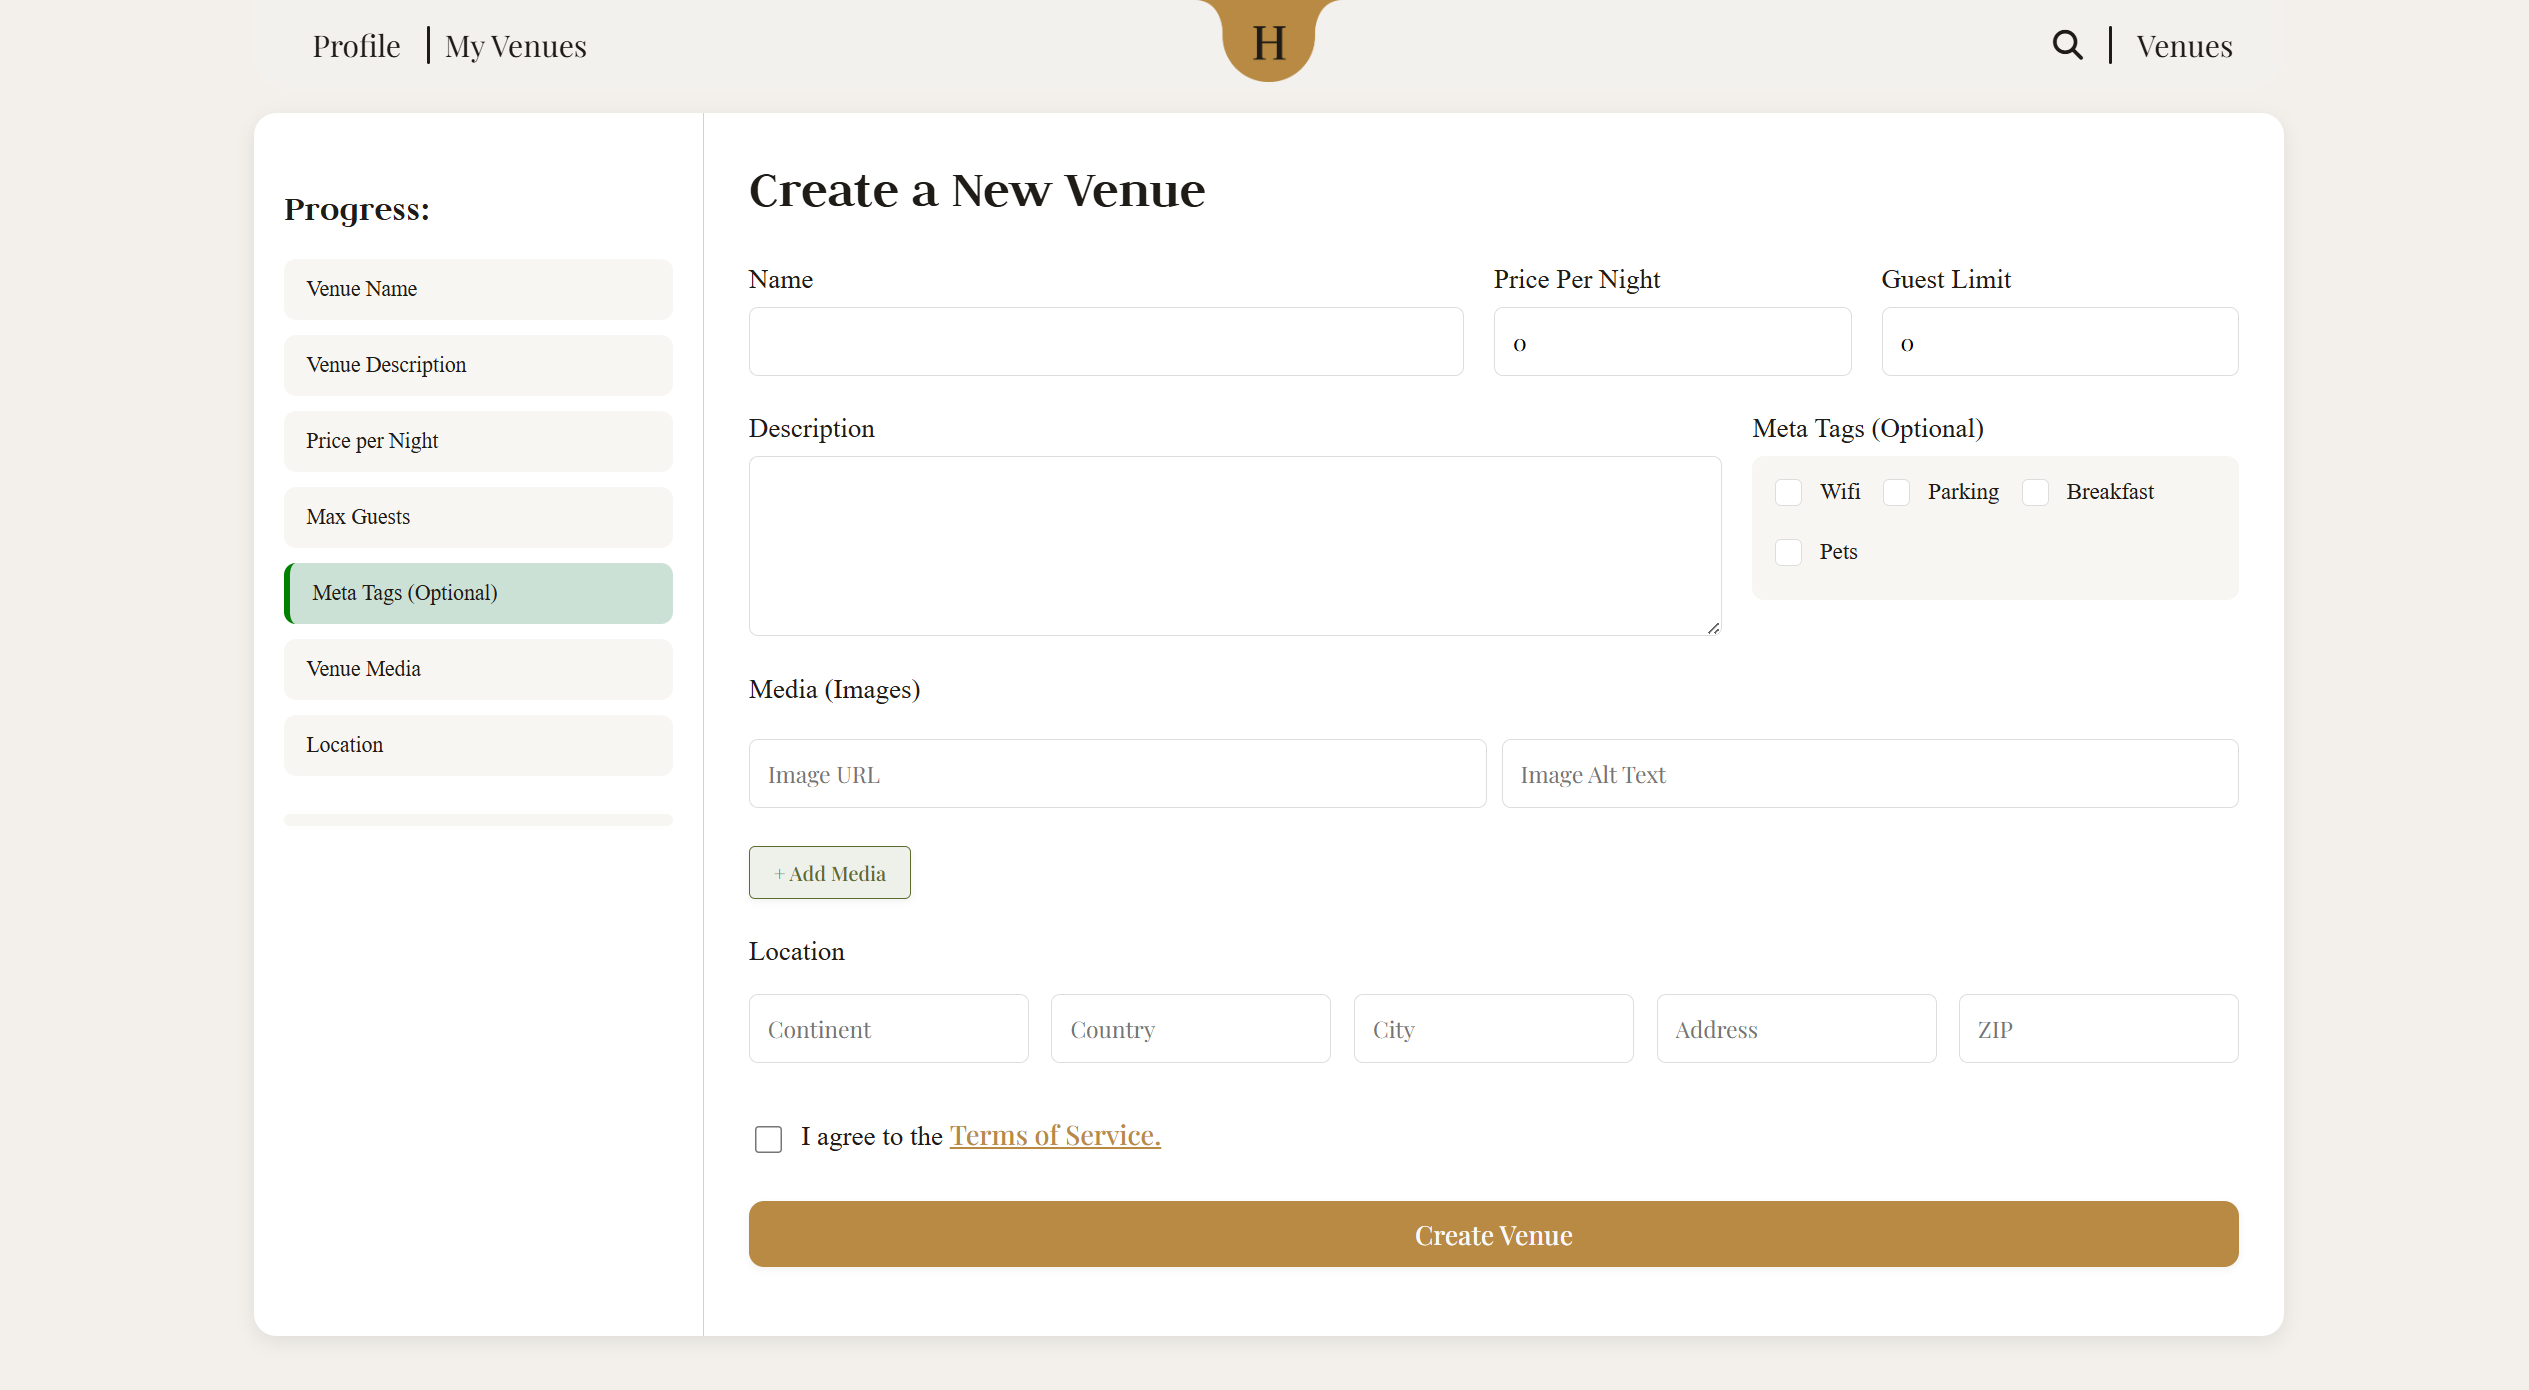 Profile
My Venues
H
Venues
Progress:
Venue Name
Venue Description
Price per Night
Max Guests
Meta Tags (Optional)
Venue Media
Location
Create a New Venue
Name
Price Per Night
Guest Limit
0
0
Description
Meta Tags (Optional)
Wifi
Parking
Breakfast
Pets
Media (Images)
Image URL
Image Alt Text
+ Add Media
Location
Continent
Country
City
Address
ZIP
I agree to the Terms of Service.
Create Venue